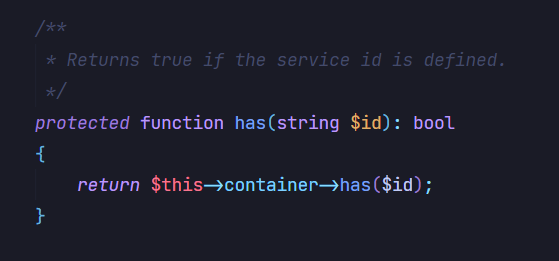 /**
 * Returns true if the service id is defined.
 */
protected function has(string $id): bool
{
    return $this->container->has($id);
}